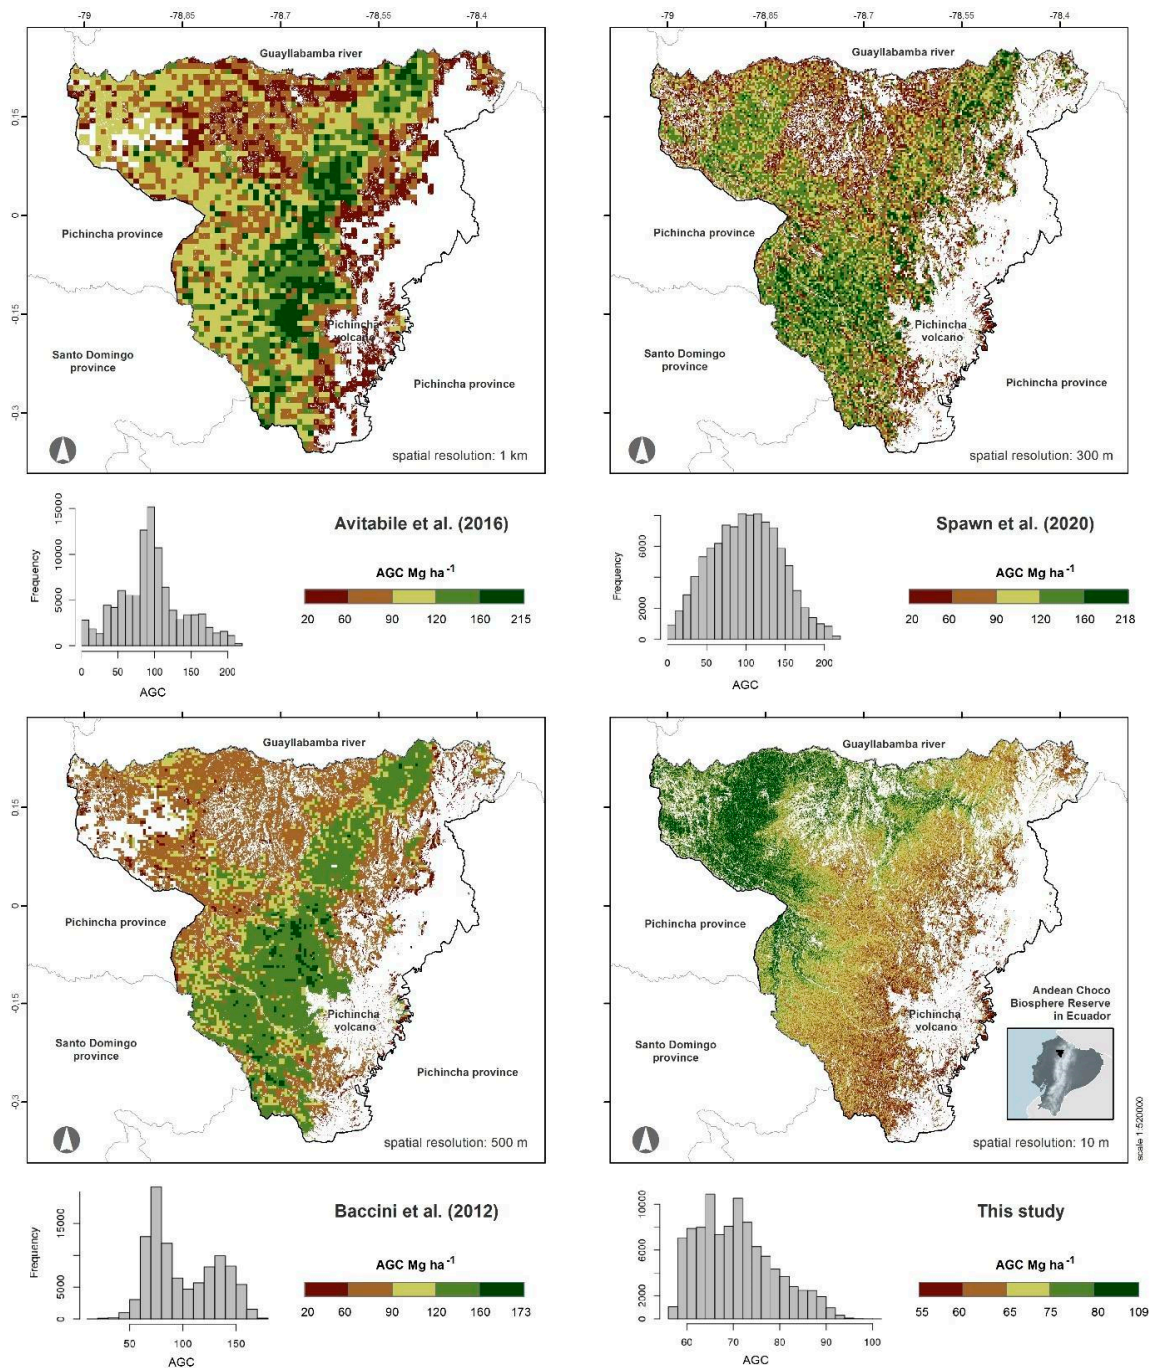 -79 -78,85 -78,7 -78,55 -78,4
Guayllabamba river
0,15
0
-0,15
-0,3
Pichincha province
Santo Domingo
province
Pichincha
volcano
Pichincha province
spatial resolution: 1 km
-79 -78,85 -78,7 -78,55 -78,4
Guayllabamba river
Pichincha province
Santo Domingo
province
Pichincha
volcano
Pichincha province
spatial resolution: 300 m
Frequency
15000
10000
5000
0
0 50 100 150 200
AGC
Avitabile et al. (2016)
AGC Mg ha-1
20 60 90 120 160 215
Frequency
6000
2000
0
0 50 100 150 200
AGC
Spawn et al. (2020)
AGC Mg ha-1
20 60 90 120 160 218
Guayllabamba river
0,15
0
-0,15
-0,3
Pichincha province
Santo Domingo
province
Pichincha
volcano
Pichincha province
spatial resolution: 500 m
Guayllabamba river
Pichincha province
Santo Domingo
province
Pichincha
volcano
Andean Choco
Biosphere Reserve
in Ecuador
spatial resolution: 10 m
scale 1:520000
Frequency
15000
5000
0
50 100 150
AGC
Baccini et al. (2012)
AGC Mg ha-1
20 60 90 120 160 173
Frequency
10000
6000
2000
0
60 70 80 90 100
AGC
This study
AGC Mg ha-1
55 60 65 75 80 109